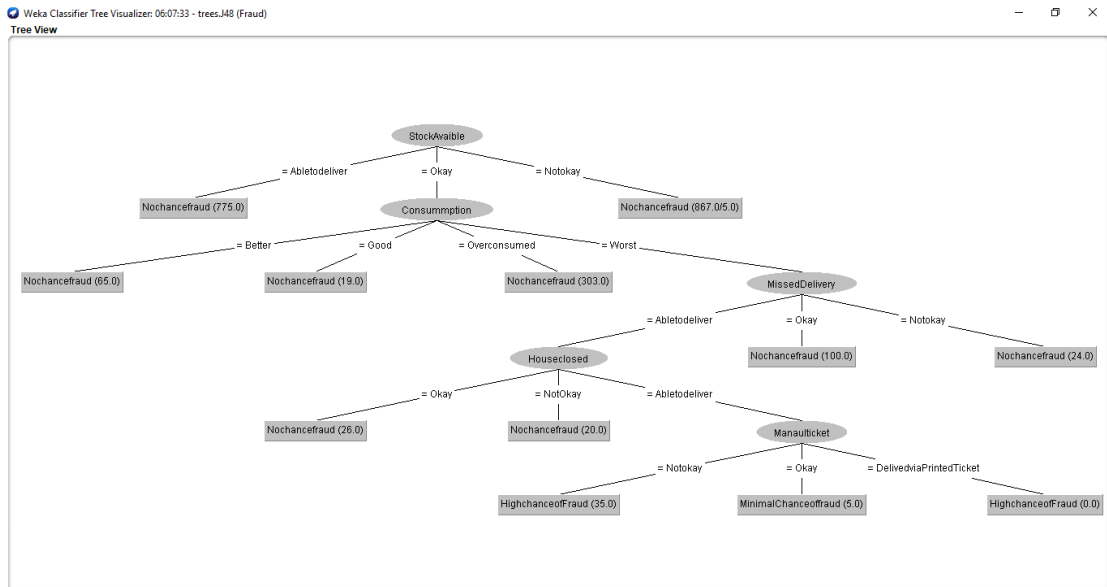 Weka Classifier Tree Visualizer: 06:07:33 - trees.J48 (Fraud)
Tree View
StockAvaible
= Abletodeliver
= Okay
= Notokay
Nochancefraud (775.0)
Consummption
Nochancefraud (867.0/5.0)
= Better
= Good
= Overconsumed
= Worst
Nochancefraud (65.0)
Nochancefraud (19.0)
Nochancefraud (303.0)
MissedDelivery
= Abletodeliver
= Okay
= Notokay
Houseclosed
Nochancefraud (100.0)
Nochancefraud (24.0)
= Okay
= NotOkay
= Abletodeliver
Nochancefraud (26.0)
Nochancefraud (20.0)
Manaulticket
= Notokay
= Okay
= DelivedviaPrintedTicket
HighchanceofFraud (35.0)
MinimalChanceoffraud (5.0)
HighchanceofFraud (0.0)